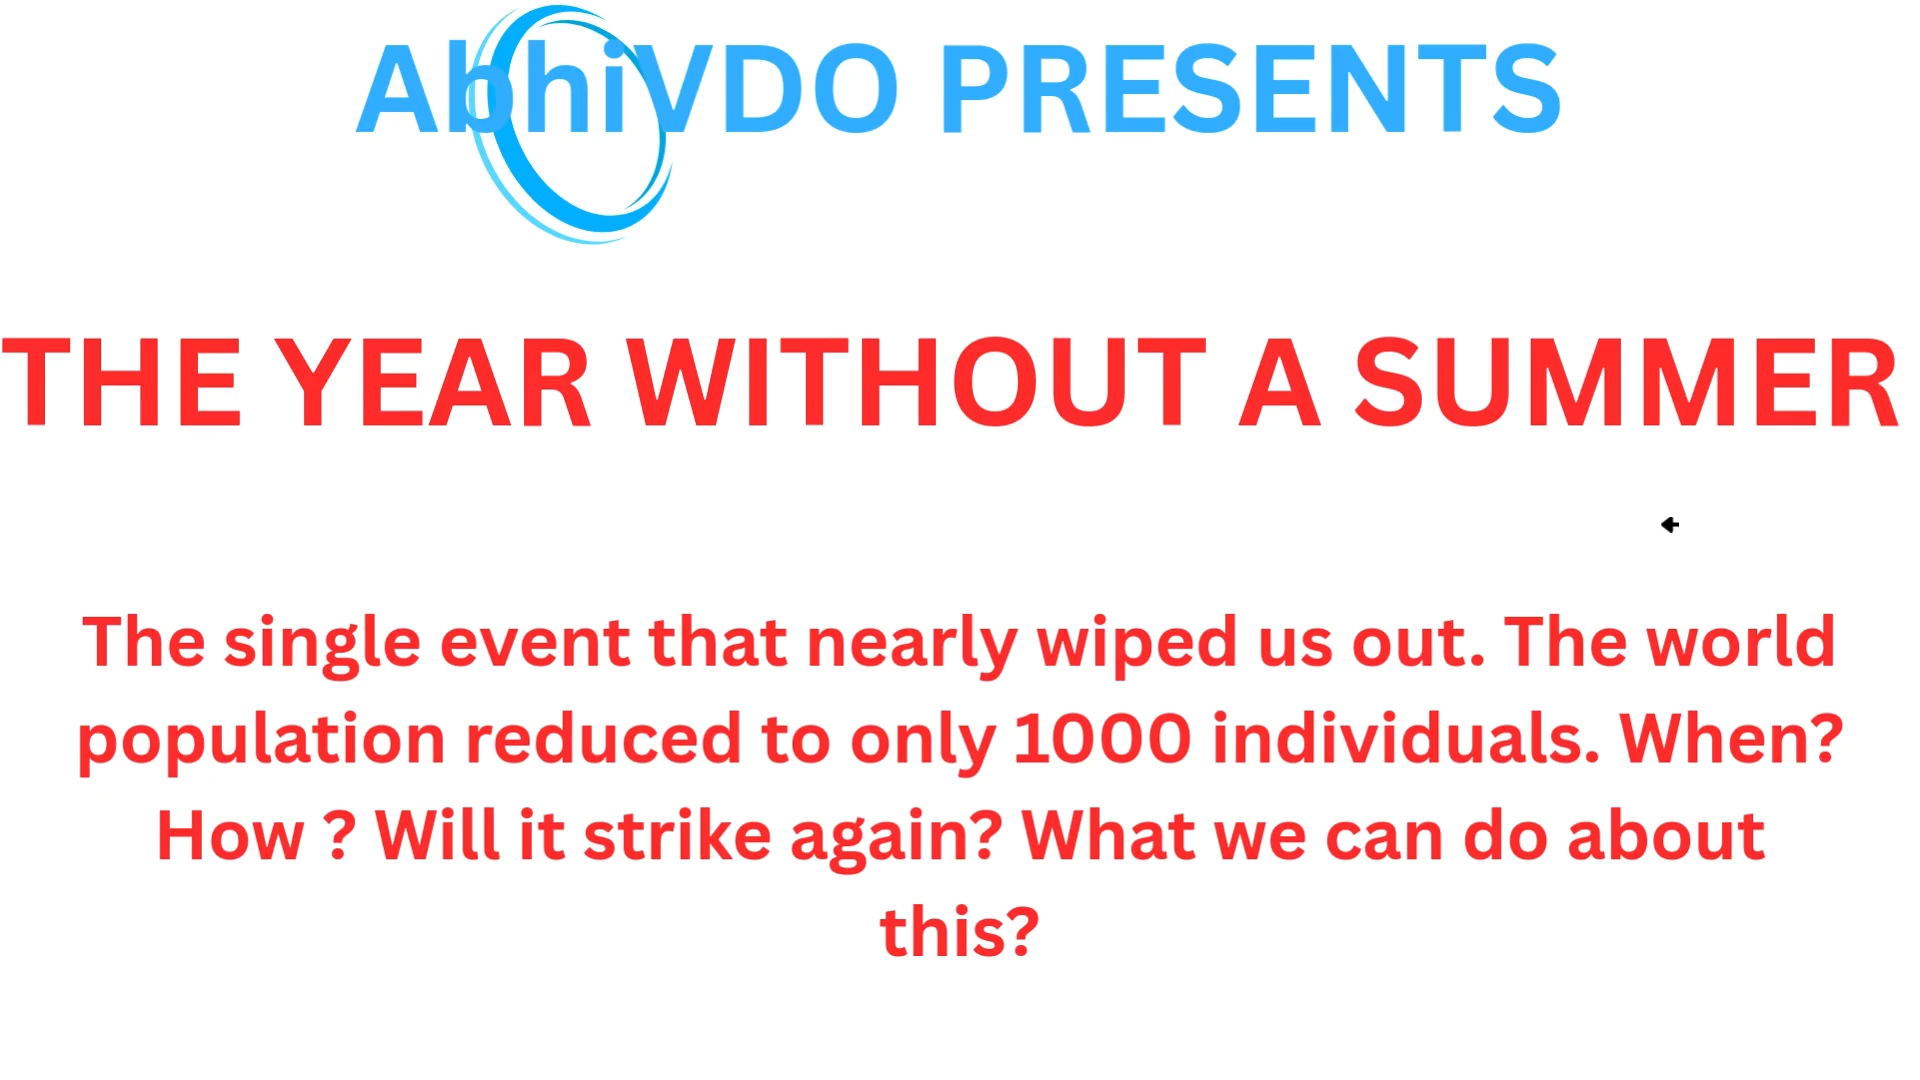 AbhiVDO PRESENTS
THE YEAR WITHOUT A SUMMER
The single event that nearly wiped us out. The world
population reduced to only 1000 individuals. When?
How ? Will it strike again? What we can do about
this?